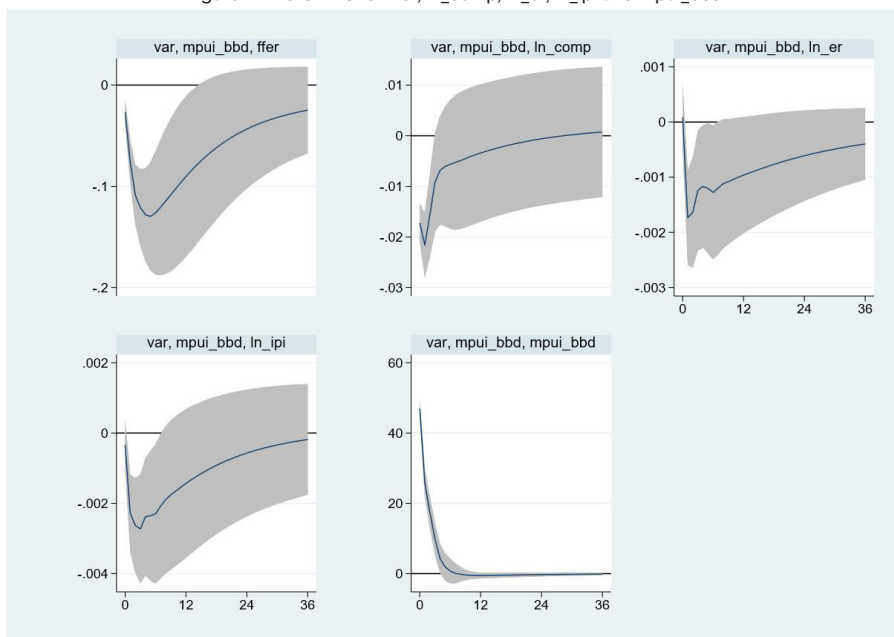 var, mpui_bbd, ffer
var, mpui_bbd, ln_comp
var, mpui_bbd, ln_er
0
-.1
-.2
.01
0
-.01
-.02
-.03
.001
0
-.001
-.002
-.003
0 12 24 36
var, mpui_bbd, ln_ipi
var, mpui_bbd, mpui_bbd
.002
0
-.002
-.004
0 12 24 36
60
40
20
0
0 12 24 36